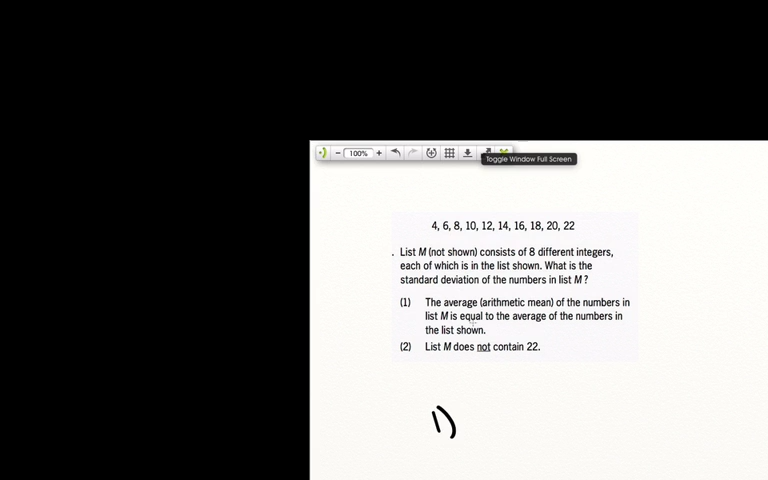 100%
Toggle Window Full Screen
4, 6, 8, 10, 12, 14, 16, 18, 20, 22
. List M (not shown) consists of 8 different integers,
each of which is in the list shown. What is the
standard deviation of the numbers in list M?
(1) The average (arithmetic mean) of the numbers in
list M is equal to the average of the numbers in
the list shown.
(2) List M does not contain 22.
1)